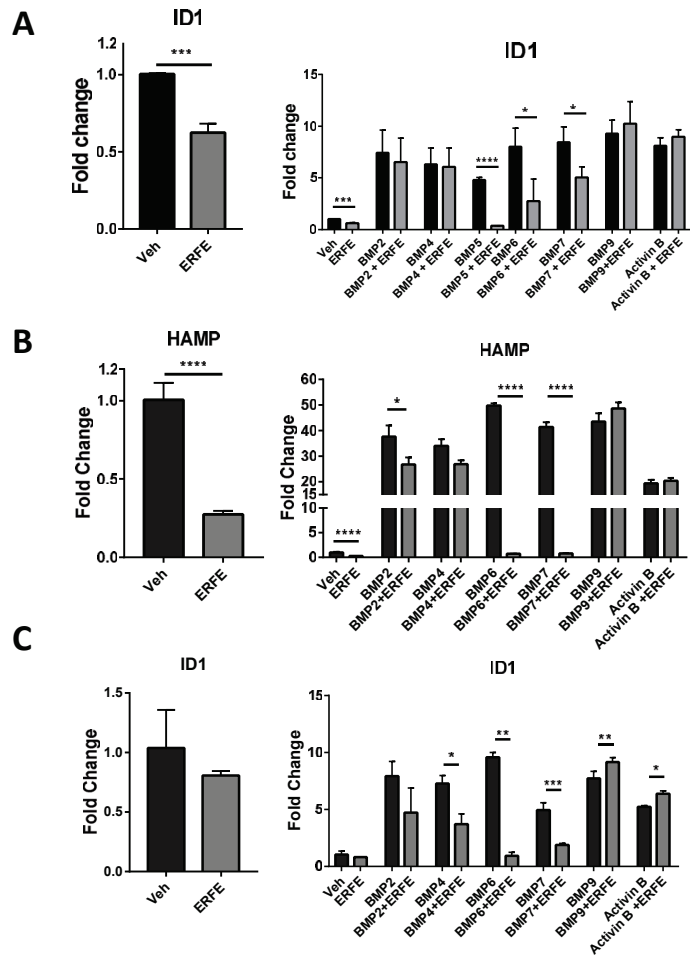 A
ID1
Fold change
1.2
1.0
0.5
0.0
***
Veh
ERFE
ID1
Fold change
15
10
5
0
***
****
*
*
Veh
ERFE
BMP2
BMP2 + ERFE
BMP4
BMP4 + ERFE
BMP5
BMP5 + ERFE
BMP6
BMP6 + ERFE
BMP7
BMP7 + ERFE
BMP9
BMP9+ERFE
Activin B
Activin B + ERFE
B
HAMP
Fold Change
1.2
1.0
0.5
0.0
****
Veh
ERFE
HAMP
Fold Change
60
50
40
30
20
10
5
0
****
*
****
****
Veh
ERFE
BMP2
BMP2+ERFE
BMP4
BMP4+ERFE
BMP6
BMP6+ERFE
BMP7
BMP7+ERFE
BMP9
BMP9+ERFE
Activin B
Activin B +ERFE
C
ID1
Fold Change
1.5
1.0
0.5
0.0
Veh
ERFE
ID1
Fold Change
15
10
5
0
*
**
***
**
*
Veh
ERFE
BMP2
BMP2+ERFE
BMP4
BMP4+ERFE
BMP6
BMP6+ERFE
BMP7
BMP7+ERFE
BMP9
BMP9+ERFE
Activin B
Activin B +ERFE